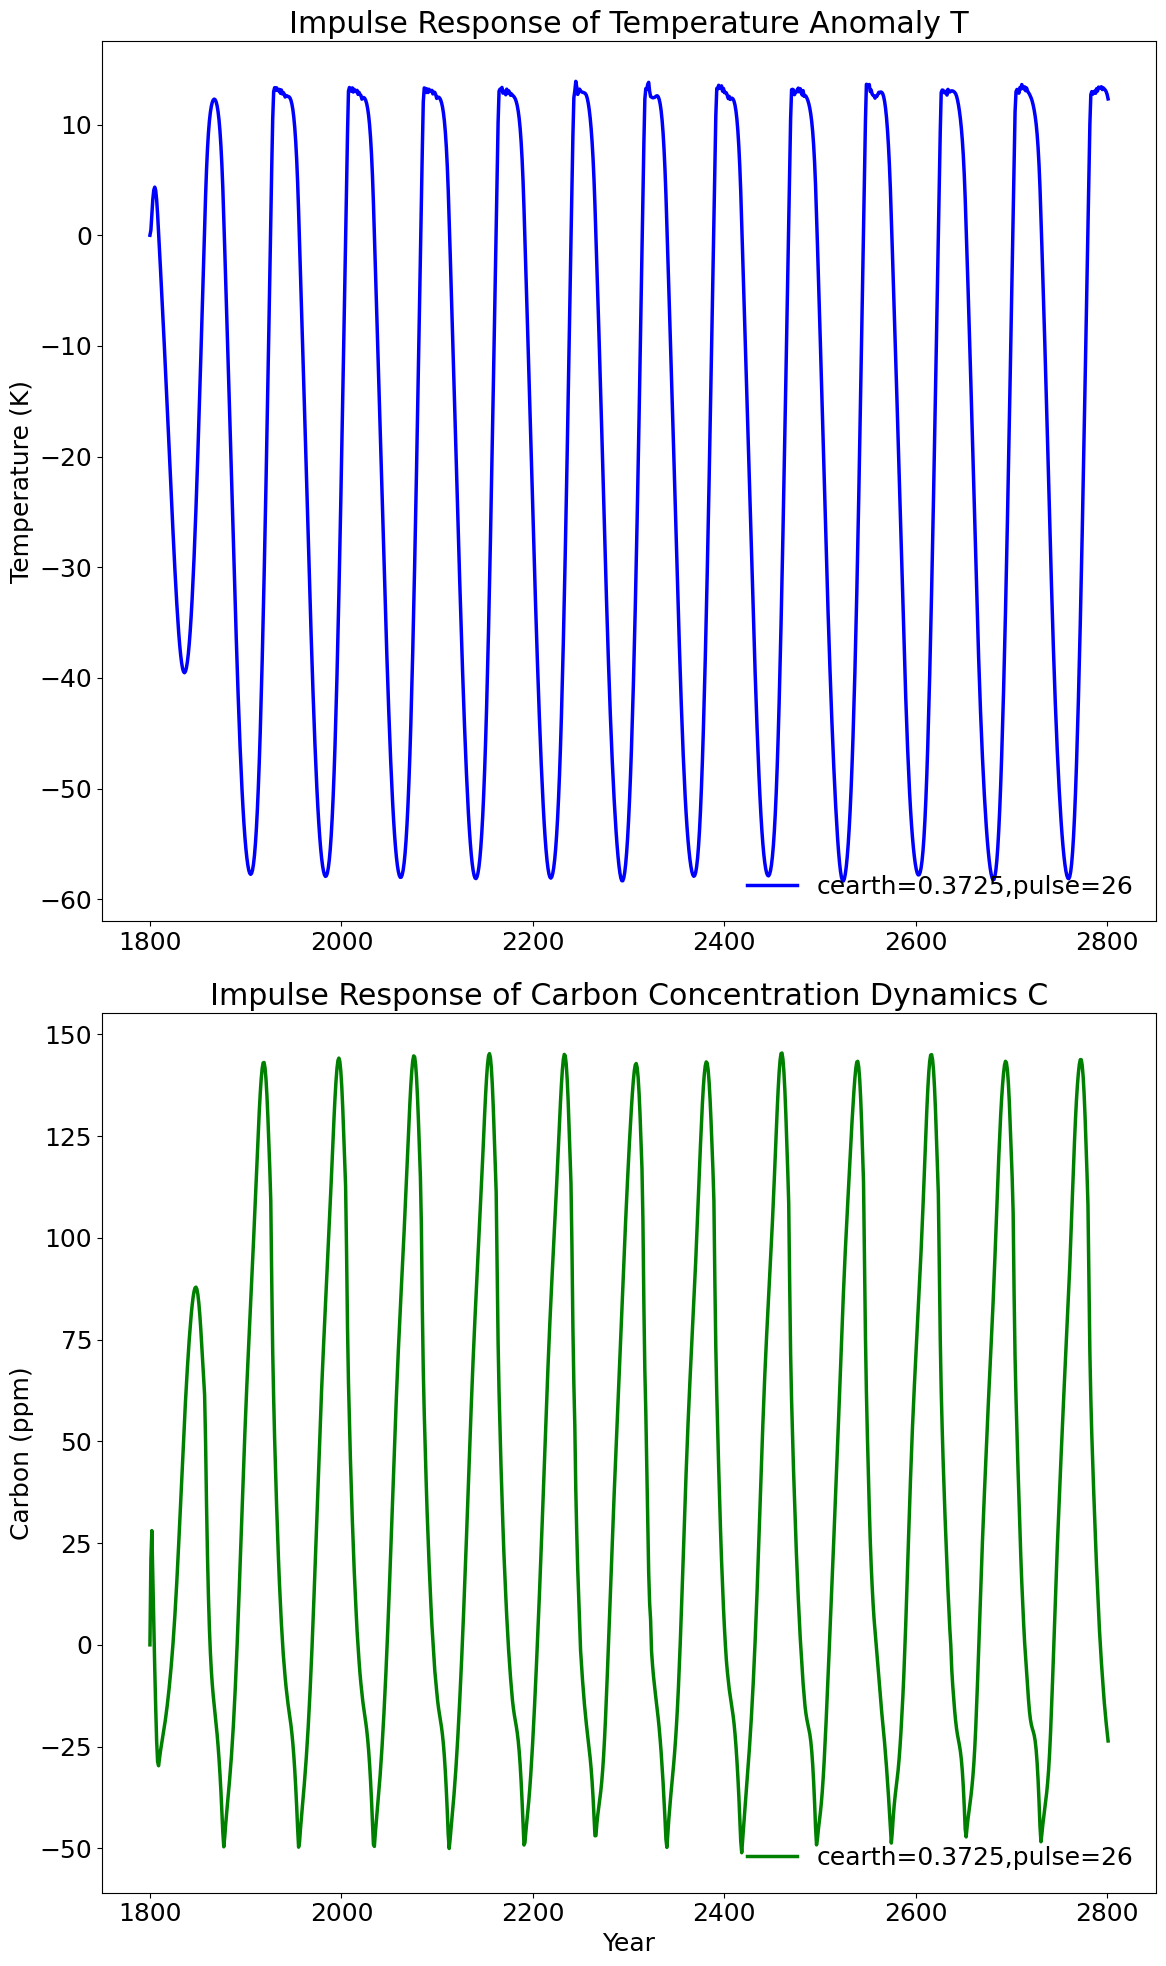 Impulse Response of Temperature Anomaly T
Temperature (K)
10
0
−10
−20
−30
−40
−50
−60
cearth=0.3725,pulse=26
1800 2000 2200 2400 2600 2800
Impulse Response of Carbon Concentration Dynamics C
Carbon (ppm)
150
125
100
75
50
25
0
−25
−50
cearth=0.3725,pulse=26
1800 2000 2200 2400 2600 2800
Year